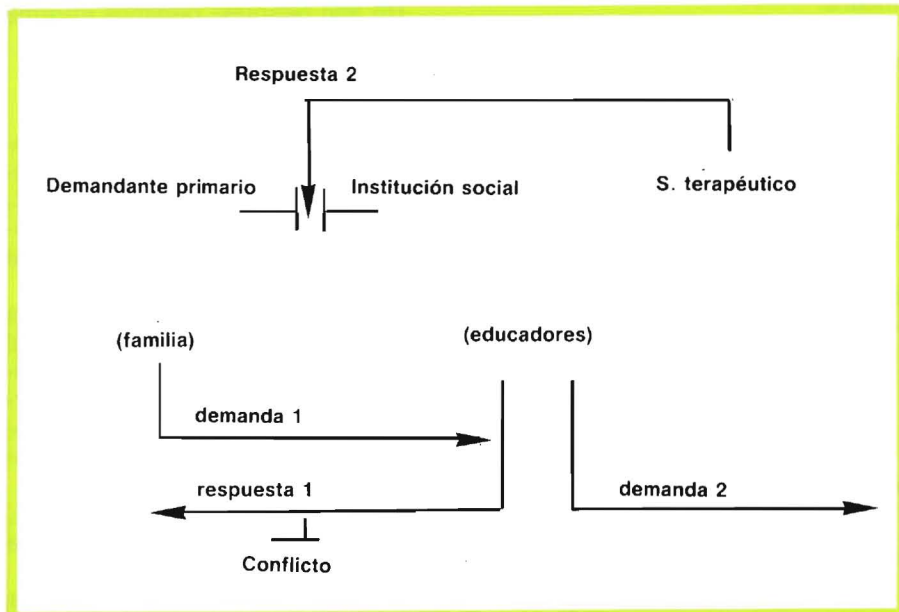 Respuesta 2
Demandante primario Institución social S. terapéutico
(familia) (educadores)
demanda 1
respuesta 1 demanda 2
Conflicto